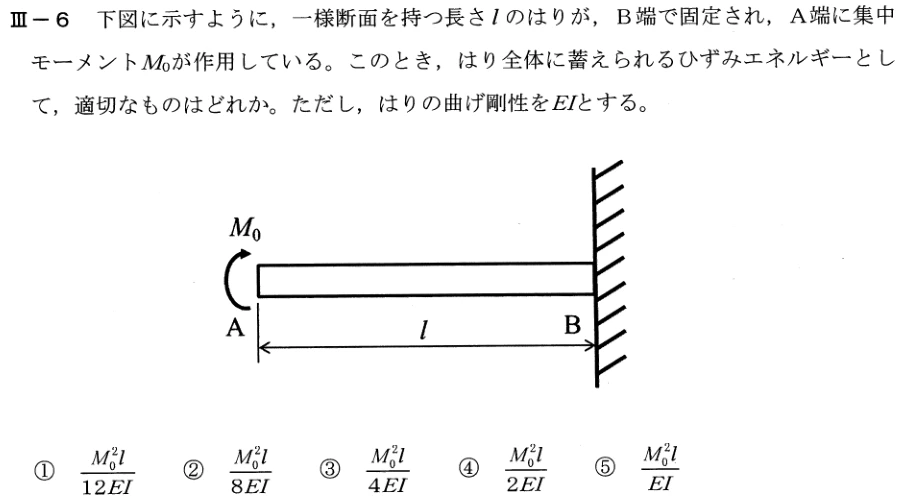 Ⅲ－6　下図に示すように，一様断面を持つ長さ l のはりが，B端で固定され，A端に集中
モーメントM₀が作用している。このとき，はり全体に蓄えられるひずみエネルギーとし
て，適切なものはどれか。ただし，はりの曲げ剛性をEIとする。
M₀
A
l
B
① M₀²l/12EI ② M₀²l/8EI ③ M₀²l/4EI ④ M₀²l/2EI ⑤ M₀²l/EI